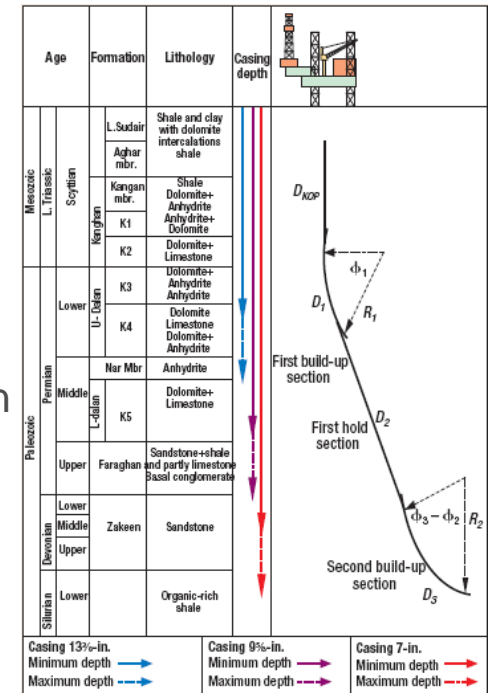 Age
Formation
Lithology
Casing
depth
Mesozoic
L. Triassic
Scyttian
L.Sudair
Aghar
mbr.
Shale and clay
with dolomite
intercalations
shale
Kanghan
Kangan
mbr.
K1
K2
Shale
Dolomite+
Anhydrite
Anhydrite+
Dolomite
Dolomite+
Limestone
Paleozoic
Permian
Lower
U- Dalan
K3
K4
Dolomite+
Anhydrite
Anhydrite
Dolomite
Limestone
Dolomite+
Anhydrite
Nar Mbr
Anhydrite
Middle
L-dalan
K5
Dolomite+
Limestone
Upper
Faraghan
Sandstone+shale
and partly limestone
Basal conglomerate
Devonian
Lower
Middle
Upper
Zakeen
Sandstone
Silurian
Lower
Organic-rich
shale
n
D_KOP
ϕ1
D1
R1
First build-up
section
D2
First hold
section
ϕ3 – ϕ2
R2
Second build-up
section
D3
Casing 13⅜-in.
Minimum depth
Maximum depth
Casing 9⅝-in.
Minimum depth
Maximum depth
Casing 7-in.
Minimum depth
Maximum depth